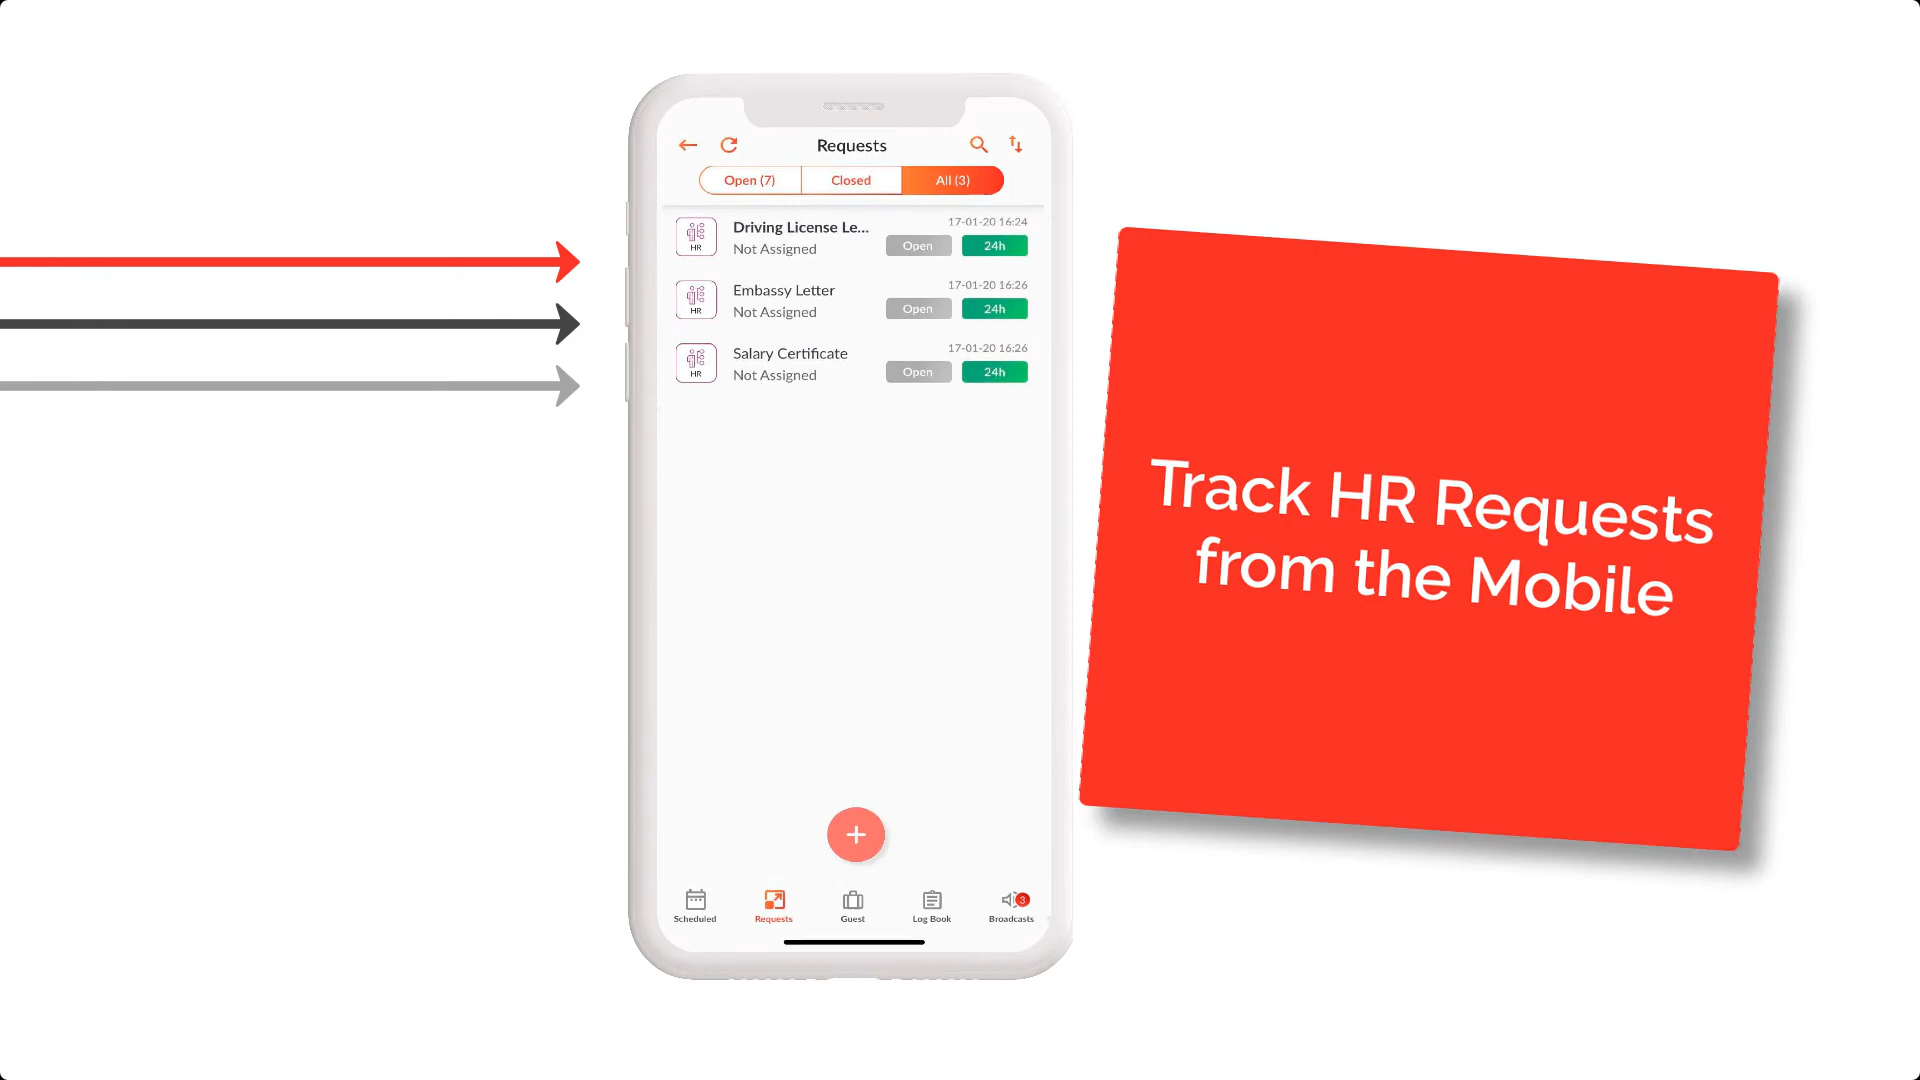 Requests
Open (7) Closed All (3)
17-01-20 16:24
Driving License Le...
HR Not Assigned Open 24h
17-01-20 16:26
Embassy Letter
HR Not Assigned Open 24h
17-01-20 16:26
Salary Certificate
HR Not Assigned Open 24h
Track HR Requests
from the Mobile
3
Scheduled Requests Guest Log Book Broadcasts